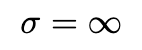 σ = ∞